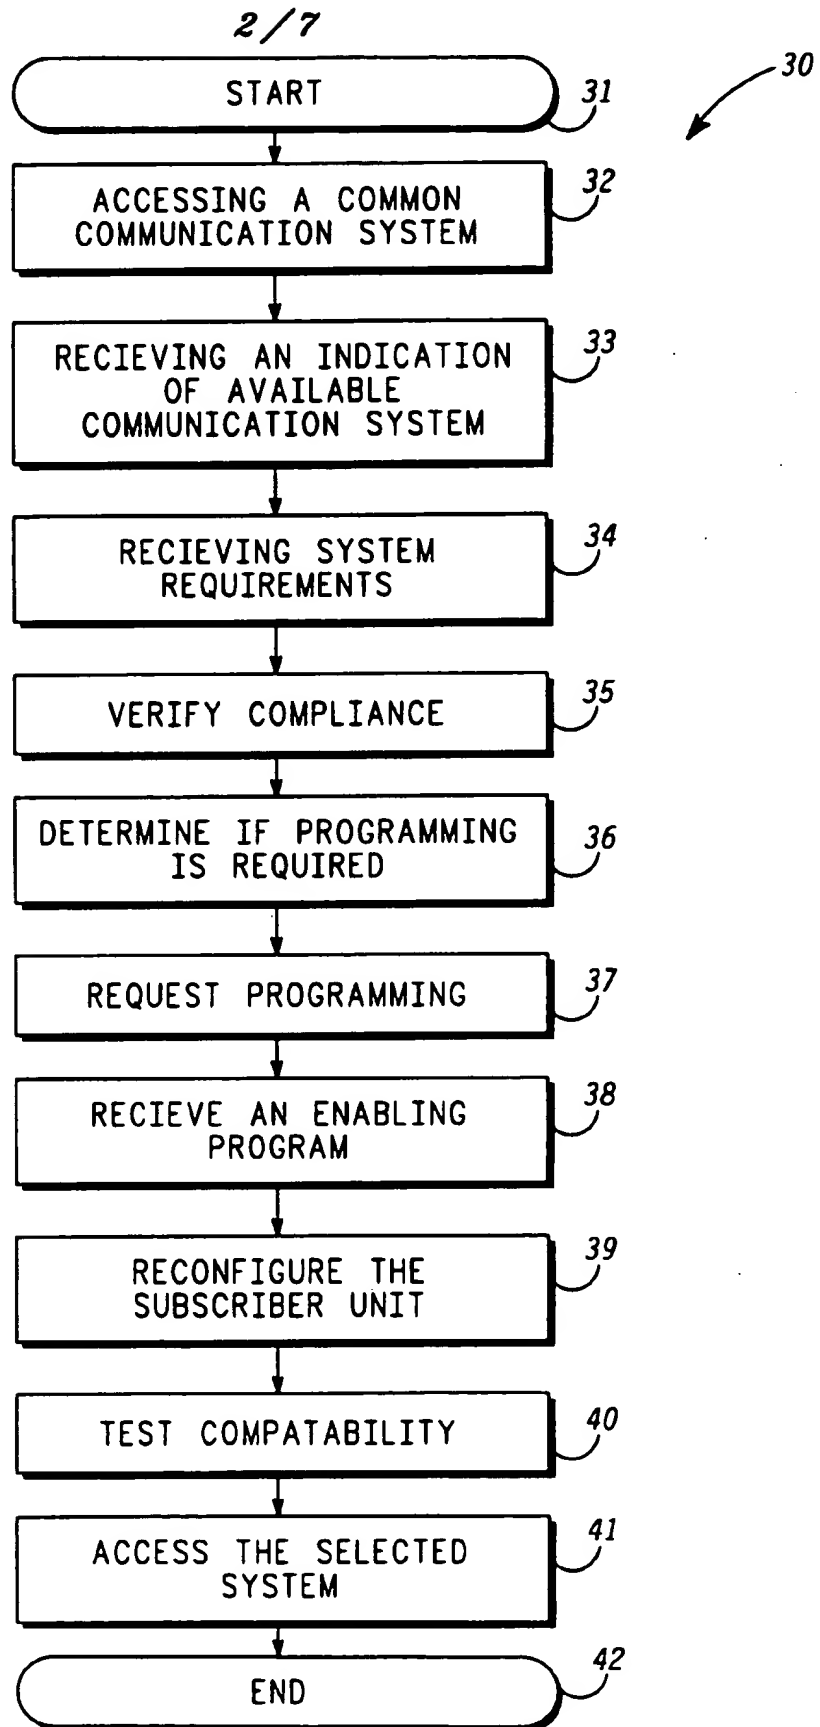 2/7
30
START
31
ACCESSING A COMMON
COMMUNICATION SYSTEM
32
RECIEVING AN INDICATION
OF AVAILABLE
COMMUNICATION SYSTEM
33
RECIEVING SYSTEM
REQUIREMENTS
34
VERIFY COMPLIANCE
35
DETERMINE IF PROGRAMMING
IS REQUIRED
36
REQUEST PROGRAMMING
37
RECIEVE AN ENABLING
PROGRAM
38
RECONFIGURE THE
SUBSCRIBER UNIT
39
TEST COMPATABILITY
40
ACCESS THE SELECTED
SYSTEM
41
END
42